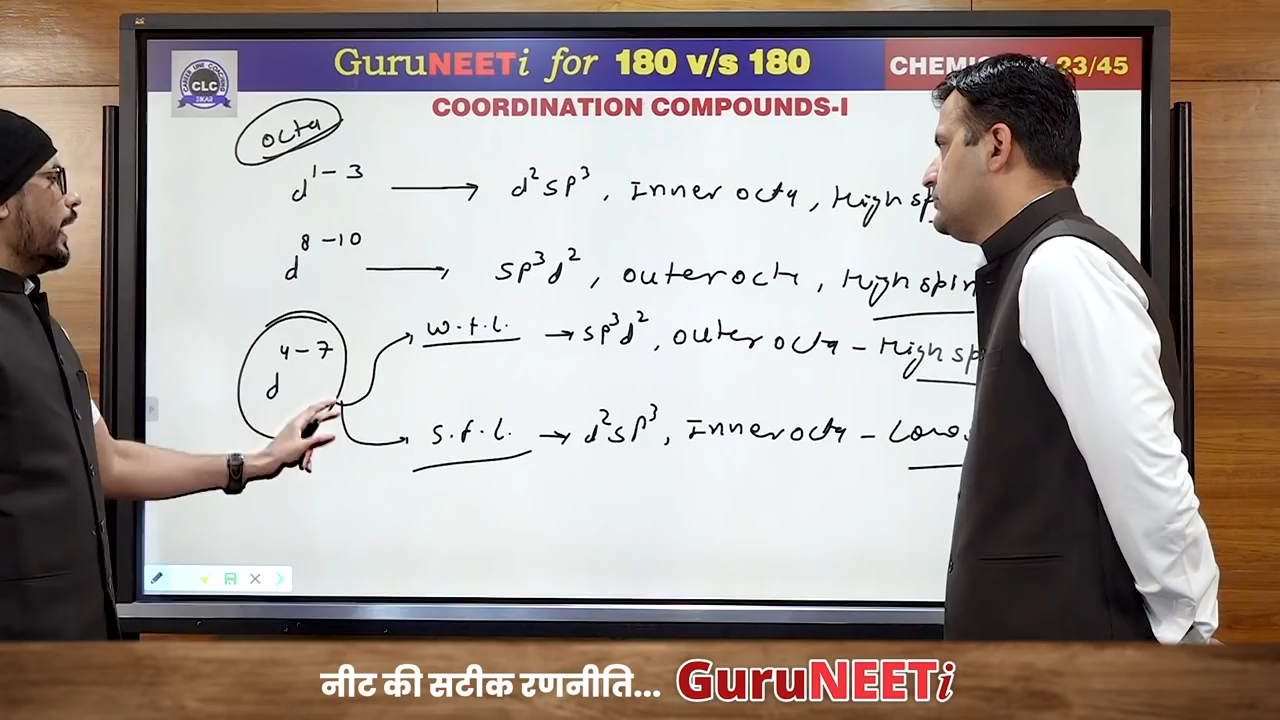 GuruNEETi for 180 v/s 180
CHEMISTRY 23/45
CLC
SIKAR
COORDINATION COMPOUNDS-I
octa
d¹⁻³ → d²sp³, Inner octa, High sp
d⁸⁻¹⁰ → sp³d², outer octa, High spin
d⁴⁻⁷
w.f.l. → sp³d², outer octa - High sp
s.f.l. → d²sp³, Inner octa - Low
नीट की सटीक रणनीति... GuruNEETi